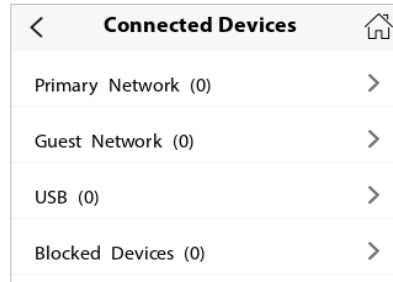 Connected Devices
Primary Network (0)
Guest Network (0)
USB (0)
Blocked Devices (0)